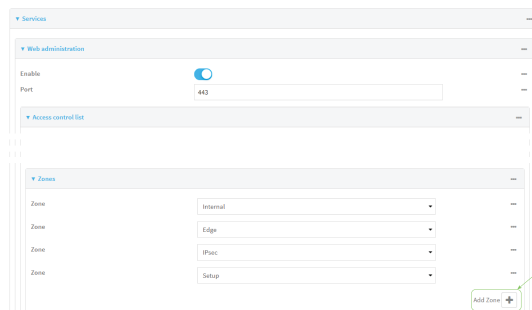 Services
Web administration
Enable
Port 443
Access control list
Zones
Zone Internal
Zone Edge
Zone IPsec
Zone Setup
Add Zone